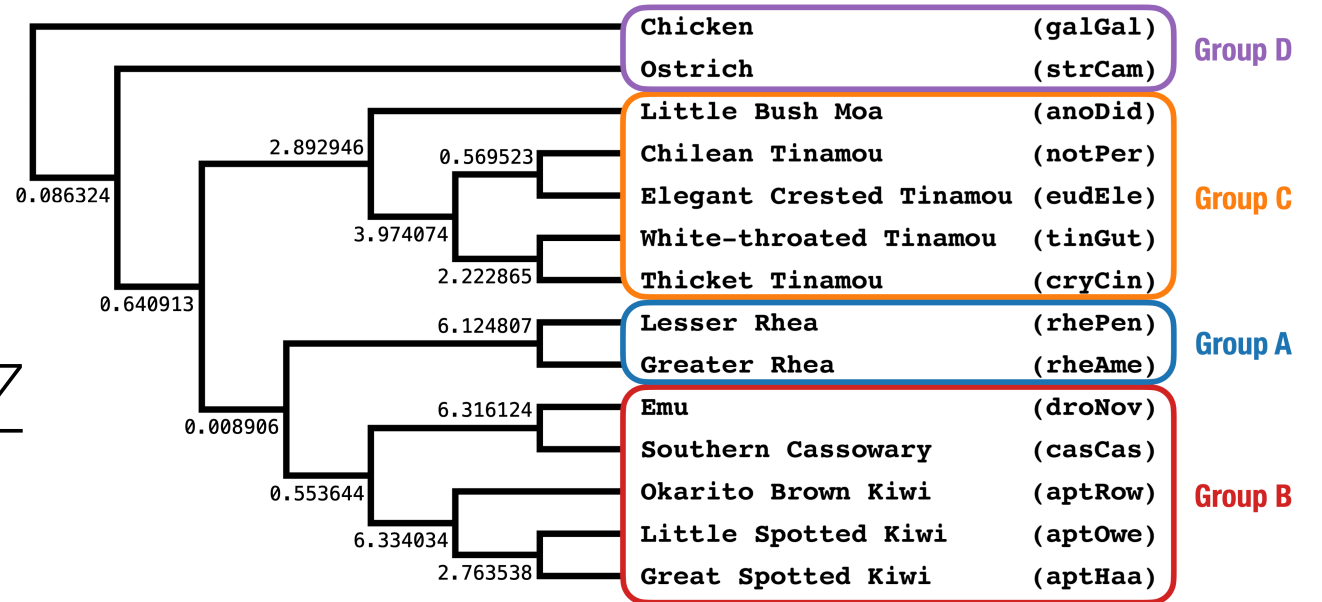 Chicken (galGal)
Group D
Ostrich (strCam)
0.086324
Little Bush Moa (anoDid)
2.892946
0.569523
Chilean Tinamou (notPer)
Elegant Crested Tinamou (eudEle)
Group C
3.974074
White-throated Tinamou (tinGut)
2.222865
Thicket Tinamou (cryCin)
0.640913
6.124807
Lesser Rhea (rhePen)
Group A
Greater Rhea (rheAme)
0.008906
6.316124
Emu (droNov)
Southern Cassowary (casCas)
0.553644
Okarito Brown Kiwi (aptRow)
Group B
6.334034
Little Spotted Kiwi (aptOwe)
2.763538
Great Spotted Kiwi (aptHaa)